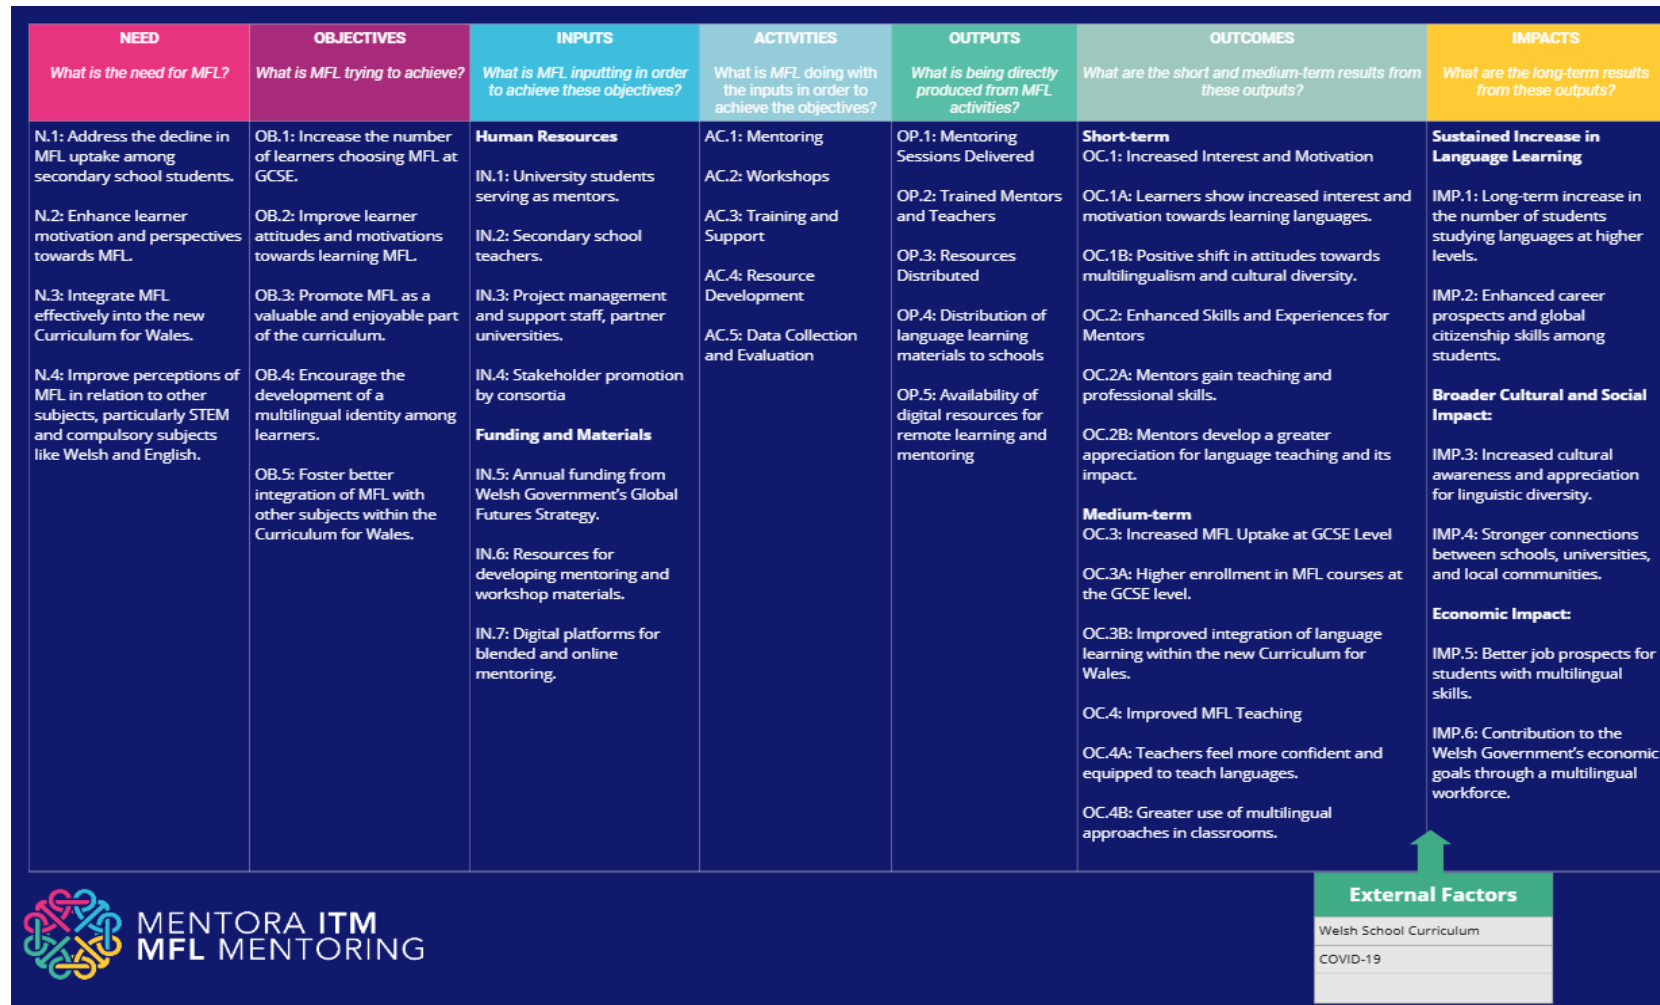 NEED
What is the need for MFL?
N.1: Address the decline in
MFL uptake among
secondary school students.
N.2: Enhance learner
motivation and perspectives
towards MFL.
N.3: Integrate MFL
effectively into the new
Curriculum for Wales.
N.4: Improve perceptions of
MFL in relation to other
subjects, particularly STEM
and compulsory subjects
like Welsh and English.
OBJECTIVES
What is MFL trying to achieve?
OB.1: Increase the number
of learners choosing MFL at
GCSE.
OB.2: Improve learner
attitudes and motivations
towards learning MFL.
OB.3: Promote MFL as a
valuable and enjoyable part
of the curriculum.
OB.4: Encourage the
development of a
multilingual identity among
learners.
OB.5: Foster better
integration of MFL with
other subjects within the
Curriculum for Wales.
INPUTS
What is MFL inputting in order
to achieve these objectives?
Human Resources
IN.1: University students
serving as mentors.
IN.2: Secondary school
teachers.
IN.3: Project management
and support staff, partner
universities.
IN.4: Stakeholder promotion
by consortia
Funding and Materials
IN.5: Annual funding from
Welsh Government's Global
Futures Strategy.
IN.6: Resources for
developing mentoring and
workshop materials.
IN.7: Digital platforms for
blended and online
mentoring.
ACTIVITIES
What is MFL doing with
the inputs in order to
achieve the objectives?
AC.1: Mentoring
AC.2: Workshops
AC.3: Training and
Support
AC.4: Resource
Development
AC.5: Data Collection
and Evaluation
OUTPUTS
What is being directly
produced from MFL
activities?
OP.1: Mentoring
Sessions Delivered
OP.2: Trained Mentors
and Teachers
OP.3: Resources
Distributed
OP.4: Distribution of
language learning
materials to schools
OP.5: Availability of
digital resources for
remote learning and
mentoring
OUTCOMES
What are the short and medium-term results from
these outputs?
Short-term
OC.1: Increased Interest and Motivation
OC.1A: Learners show increased interest and
motivation towards learning languages.
OC.1B: Positive shift in attitudes towards
multilingualism and cultural diversity.
OC.2: Enhanced Skills and Experiences for
Mentors
OC.2A: Mentors gain teaching and
professional skills.
OC.2B: Mentors develop a greater
appreciation for language teaching and its
impact.
Medium-term
OC.3: Increased MFL Uptake at GCSE Level
OC.3A: Higher enrollment in MFL courses at
the GCSE level.
OC.3B: Improved integration of language
learning within the new Curriculum for
Wales.
OC.4: Improved MFL Teaching
OC.4A: Teachers feel more confident and
equipped to teach languages.
OC.4B: Greater use of multilingual
approaches in classrooms.
IMPACTS
What are the long-term results
from these outputs?
Sustained Increase in
Language Learning
IMP.1: Long-term increase in
the number of students
studying languages at higher
levels.
IMP.2: Enhanced career
prospects and global
citizenship skills among
students.
Broader Cultural and Social
Impact:
IMP.3: Increased cultural
awareness and appreciation
for linguistic diversity.
IMP.4: Stronger connections
between schools, universities,
and local communities.
Economic Impact:
IMP.5: Better job prospects for
students with multilingual
skills.
IMP.6: Contribution to the
Welsh Government's economic
goals through a multilingual
workforce.
MENTORA ITM
MFL MENTORING
External Factors
Welsh School Curriculum
COVID-19